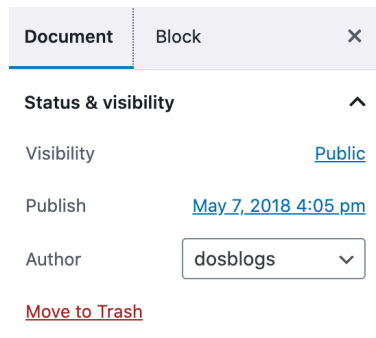 Document Block
Status & visibility
Visibility Public
Publish May 7, 2018 4:05 pm
Author dosblogs
Move to Trash